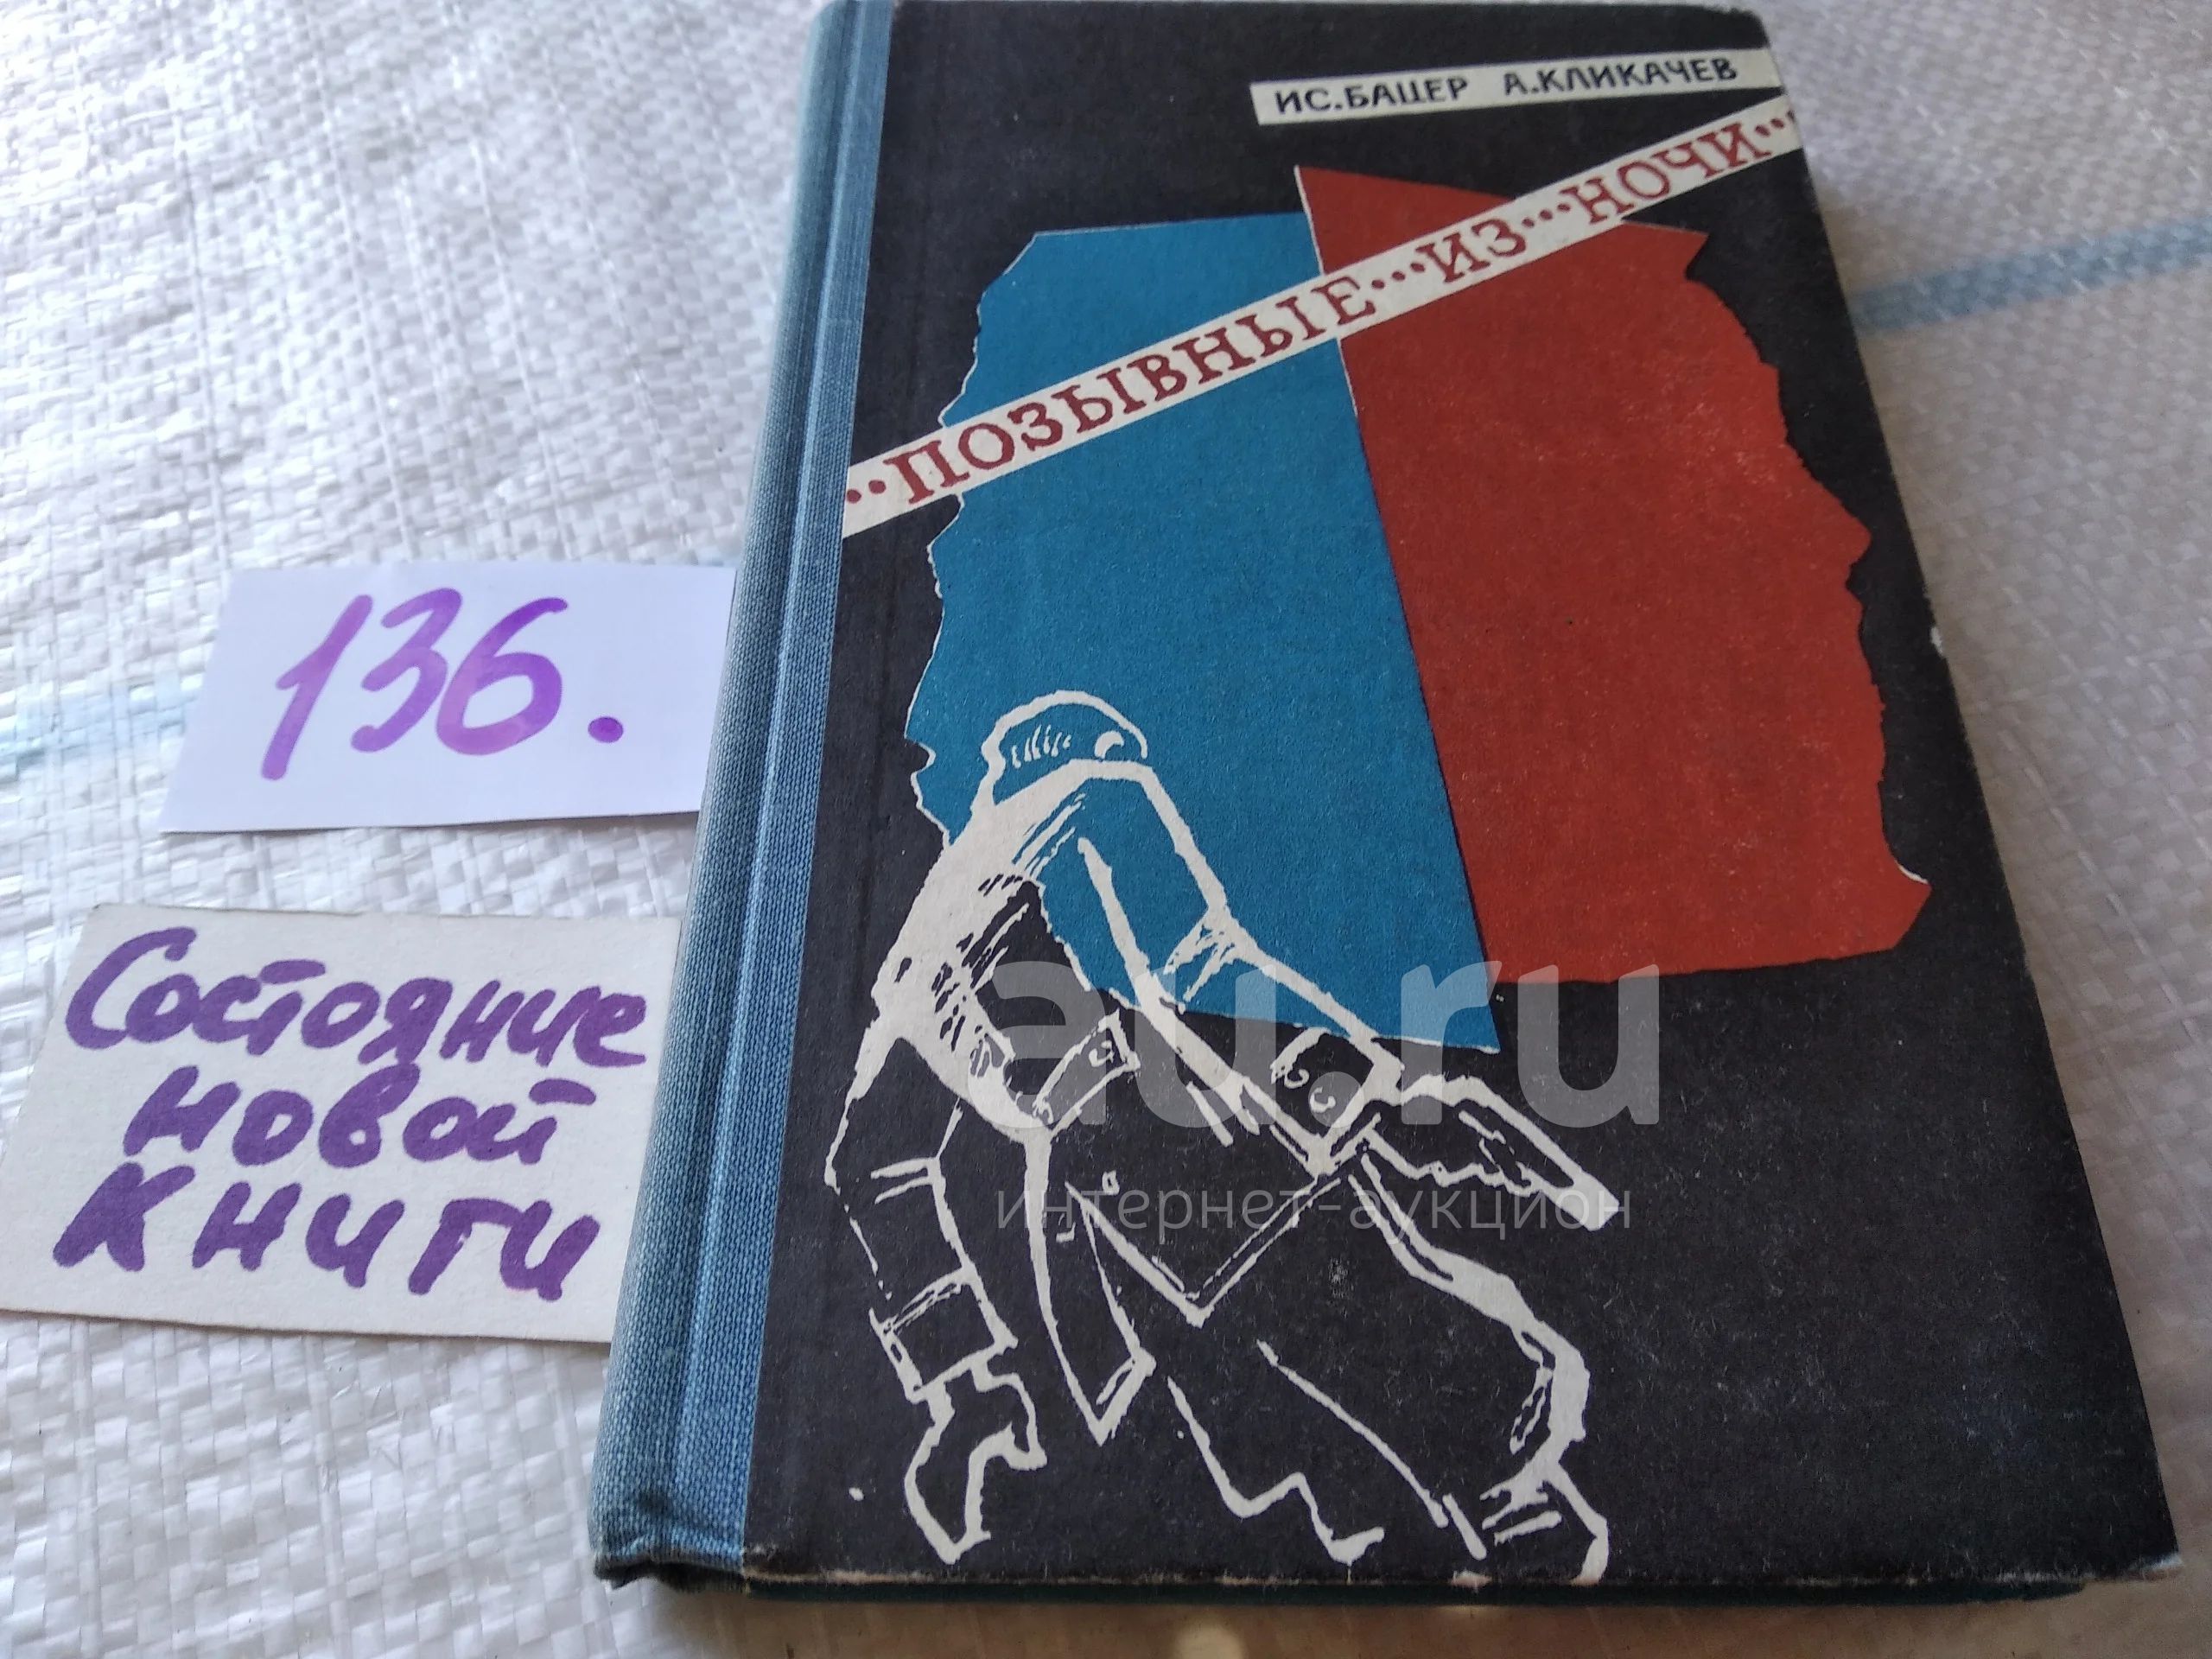 ИС.БАЦЕР А.КЛИКАЧЕВ
··ПОЗЫВНЫЕ···ИЗ···НОЧИ··
136.
Состояние
новой
книги
au.ru
интернет-аукцион